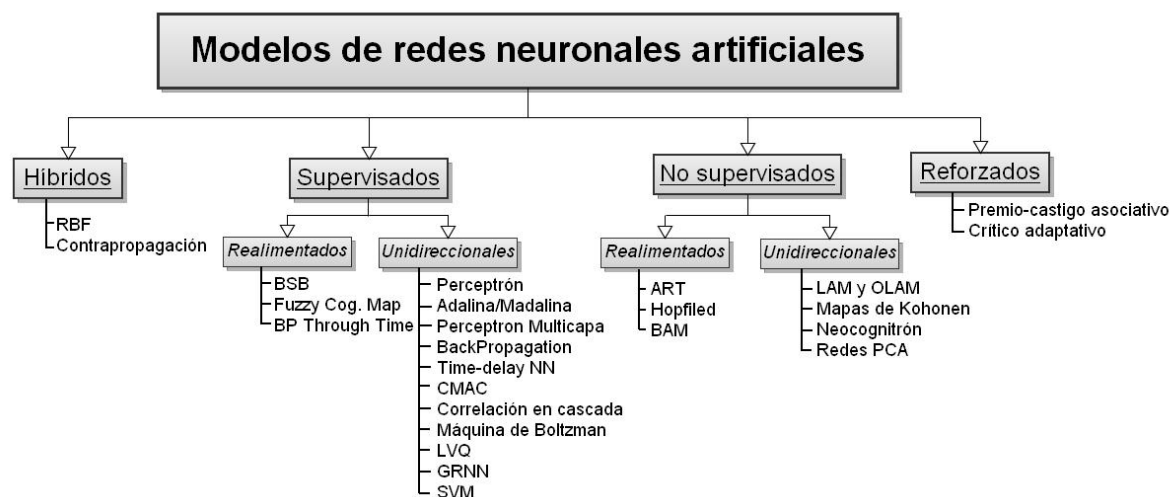 Modelos de redes neuronales artificiales
Híbridos
RBF
Contrapropagación
Supervisados
Realimentados
BSB
Fuzzy Cog. Map
BP Through Time
Unidireccionales
Perceptrón
Adalina/Madalina
Perceptron Multicapa
BackPropagation
Time-delay NN
CMAC
Correlación en cascada
Máquina de Boltzman
LVQ
GRNN
SVM
No supervisados
Realimentados
ART
Hopfiled
BAM
Unidireccionales
LAM y OLAM
Mapas de Kohonen
Neocognitrón
Redes PCA
Reforzados
Premio-castigo asociativo
Crítico adaptativo